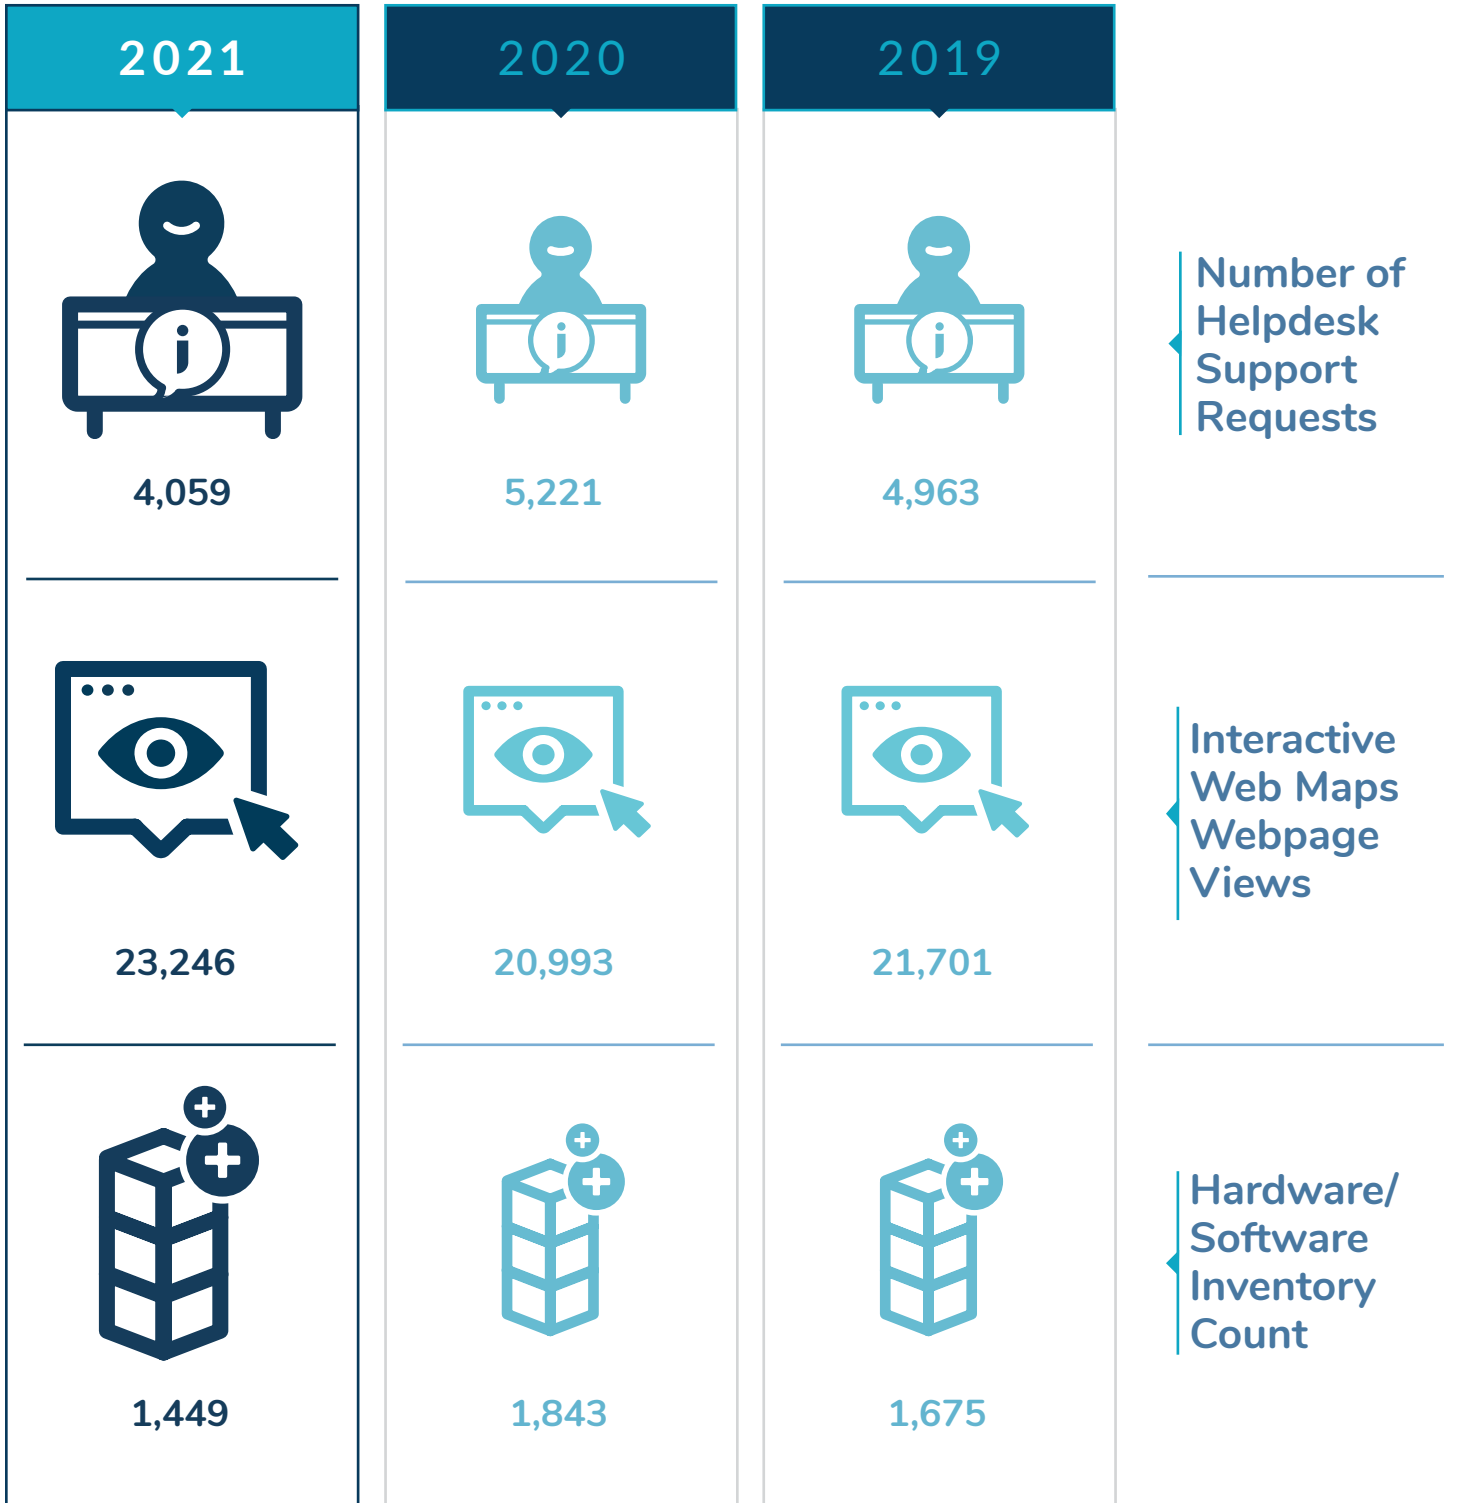 2021
2020
2019
Number of
Helpdesk
Support
Requests
4,059
5,221
4,963
Interactive
Web Maps
Webpage
Views
23,246
20,993
21,701
Hardware/
Software
Inventory
Count
1,449
1,843
1,675